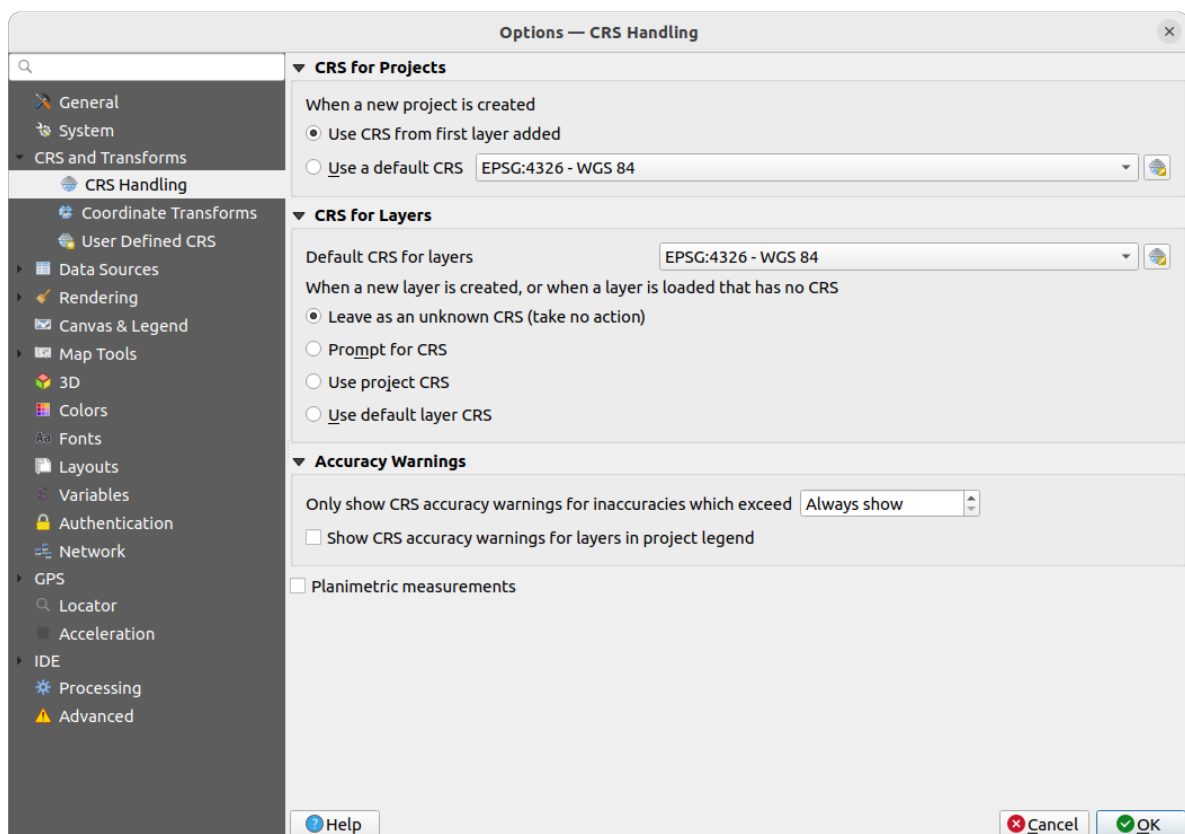 Options — CRS Handling
General
System
CRS and Transforms
CRS Handling
Coordinate Transforms
User Defined CRS
Data Sources
Rendering
Canvas & Legend
Map Tools
3D
Colors
Aa Fonts
Layouts
ε Variables
Authentication
Network
GPS
Locator
Acceleration
IDE
Processing
Advanced
CRS for Projects
When a new project is created
Use CRS from first layer added
Use a default CRS EPSG:4326 - WGS 84
CRS for Layers
Default CRS for layers EPSG:4326 - WGS 84
When a new layer is created, or when a layer is loaded that has no CRS
Leave as an unknown CRS (take no action)
Prompt for CRS
Use project CRS
Use default layer CRS
Accuracy Warnings
Only show CRS accuracy warnings for inaccuracies which exceed Always show
Show CRS accuracy warnings for layers in project legend
Planimetric measurements
Help Cancel OK